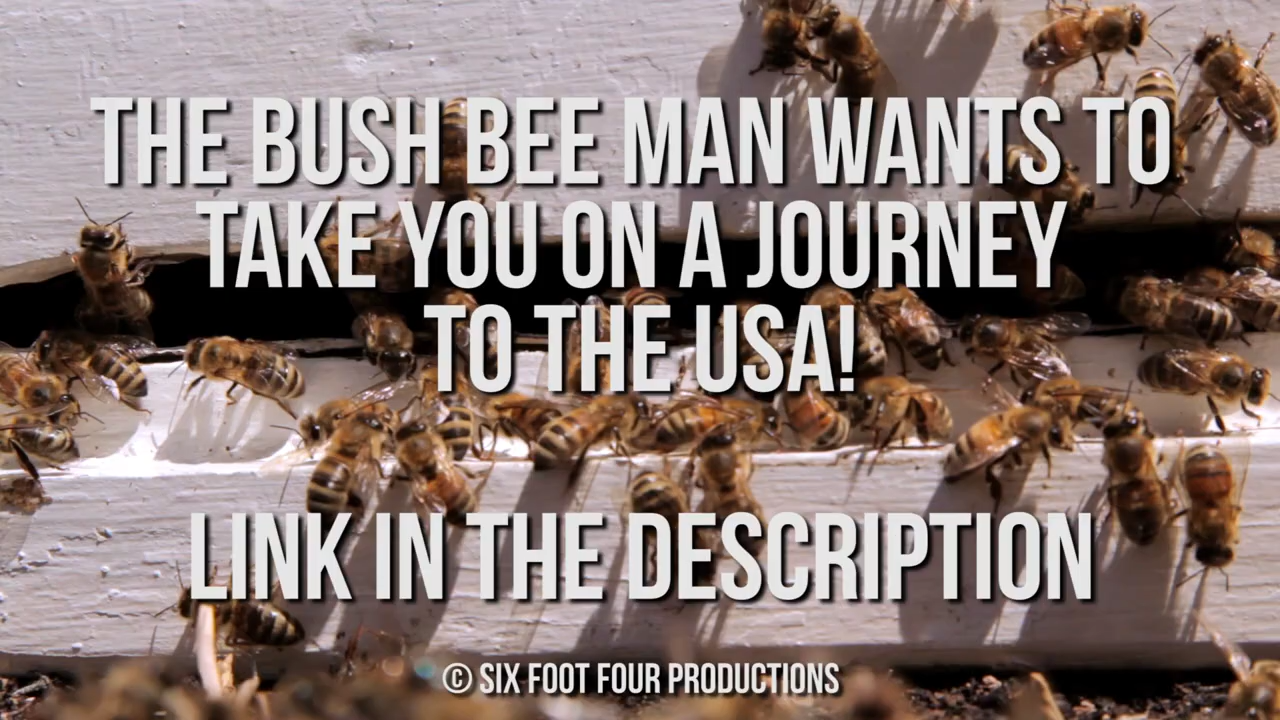 THE BUSH BEE MAN WANTS TO
TAKE YOU ON A JOURNEY
TO THE USA!
LINK IN THE DESCRIPTION
© SIX FOOT FOUR PRODUCTIONS